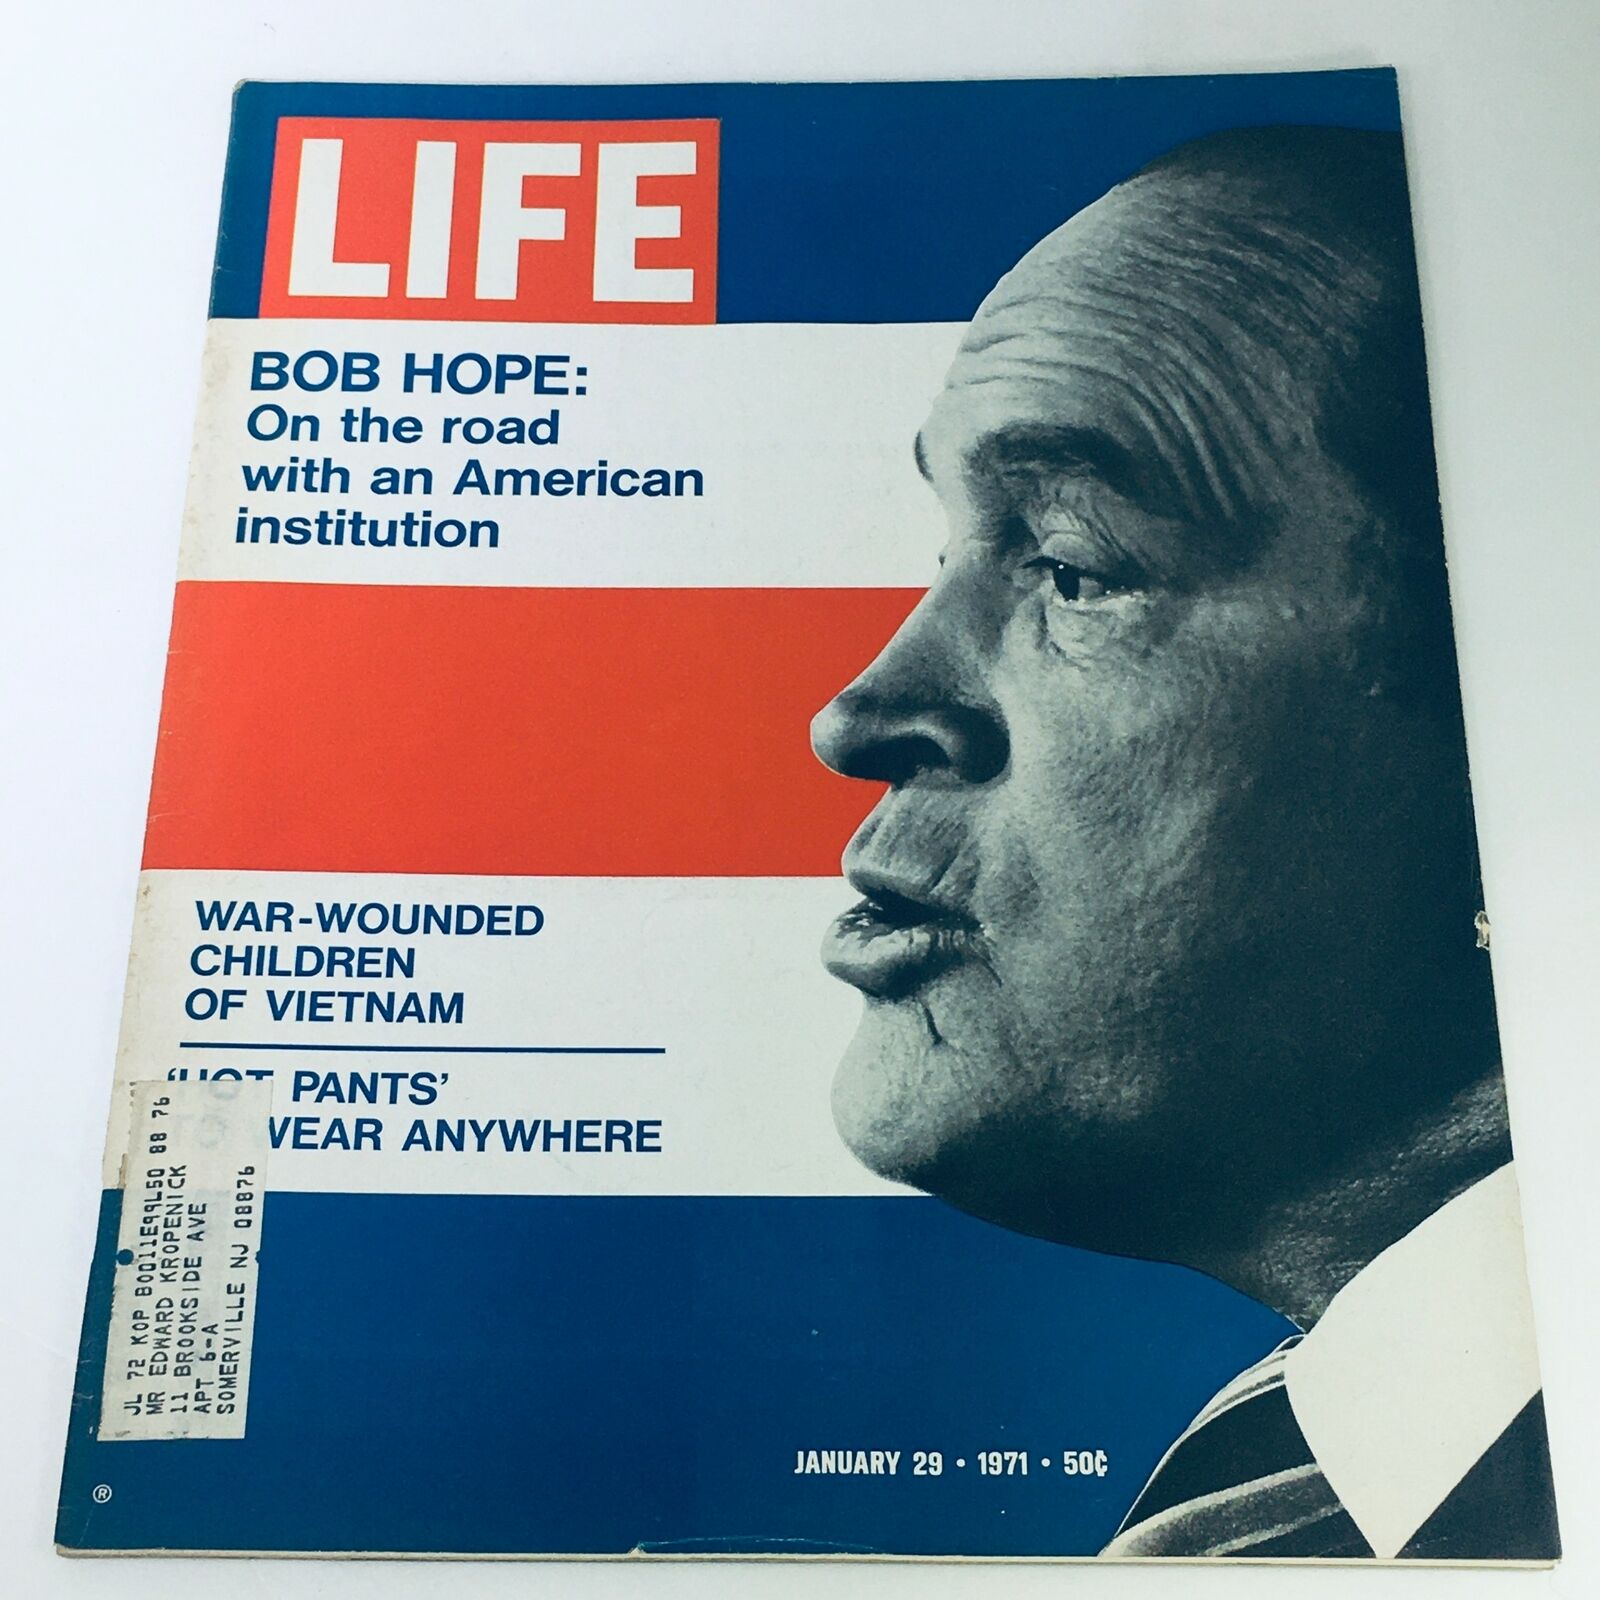 LIFE
BOB HOPE:
On the road
with an American
institution
WAR-WOUNDED
CHILDREN
OF VIETNAM
'HOT PANTS'
WEAR ANYWHERE
JL 72 KOP BOO11E99L50 88 76
MR EDWARD KROPENICK
11 BROOKSIDE AVE
APT 6-A
SOMERVILLE NJ 08876
JANUARY 29 • 1971 • 50¢
®